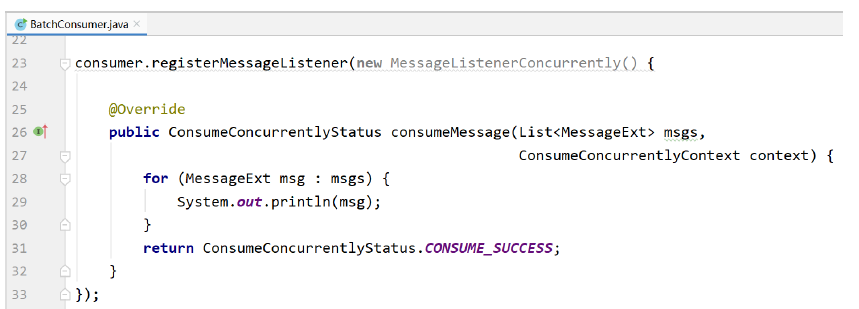 BatchConsumer.java
22
23 consumer.registerMessageListener(new MessageListenerConcurrently() {
24
25 @Override
26 public ConsumeConcurrentlyStatus consumeMessage(List<MessageExt> msgs,
27 ConsumeConcurrentlyContext context) {
28 for (MessageExt msg : msgs) {
29 System.out.println(msg);
30 }
31 return ConsumeConcurrentlyStatus.CONSUME_SUCCESS;
32 }
33 });